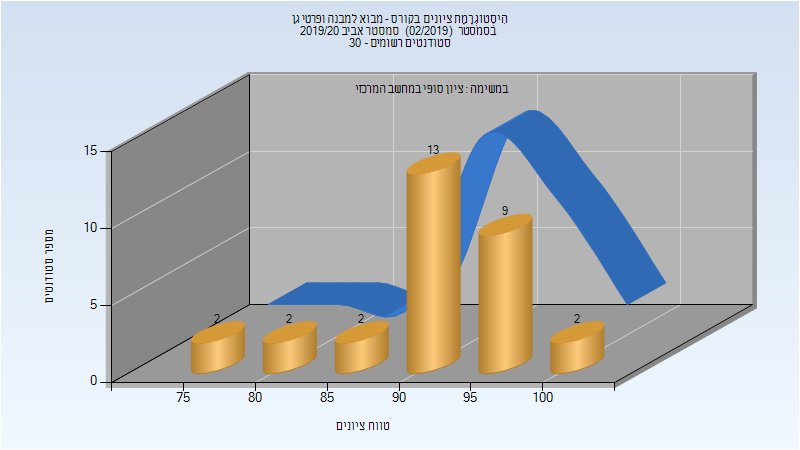 היסטוגרמת ציונים בקורס - מבוא למבנה ופרטי גן
בסמסטר (02/2019) סמסטר אביב 2019/20
סטודנטים רשומים - 30
במשימה : ציון סופי במחשב המרכזי
מספר סטודנטים
15
10
5
0
2
2
2
13
9
2
75
80
85
90
95
100
טווח ציונים